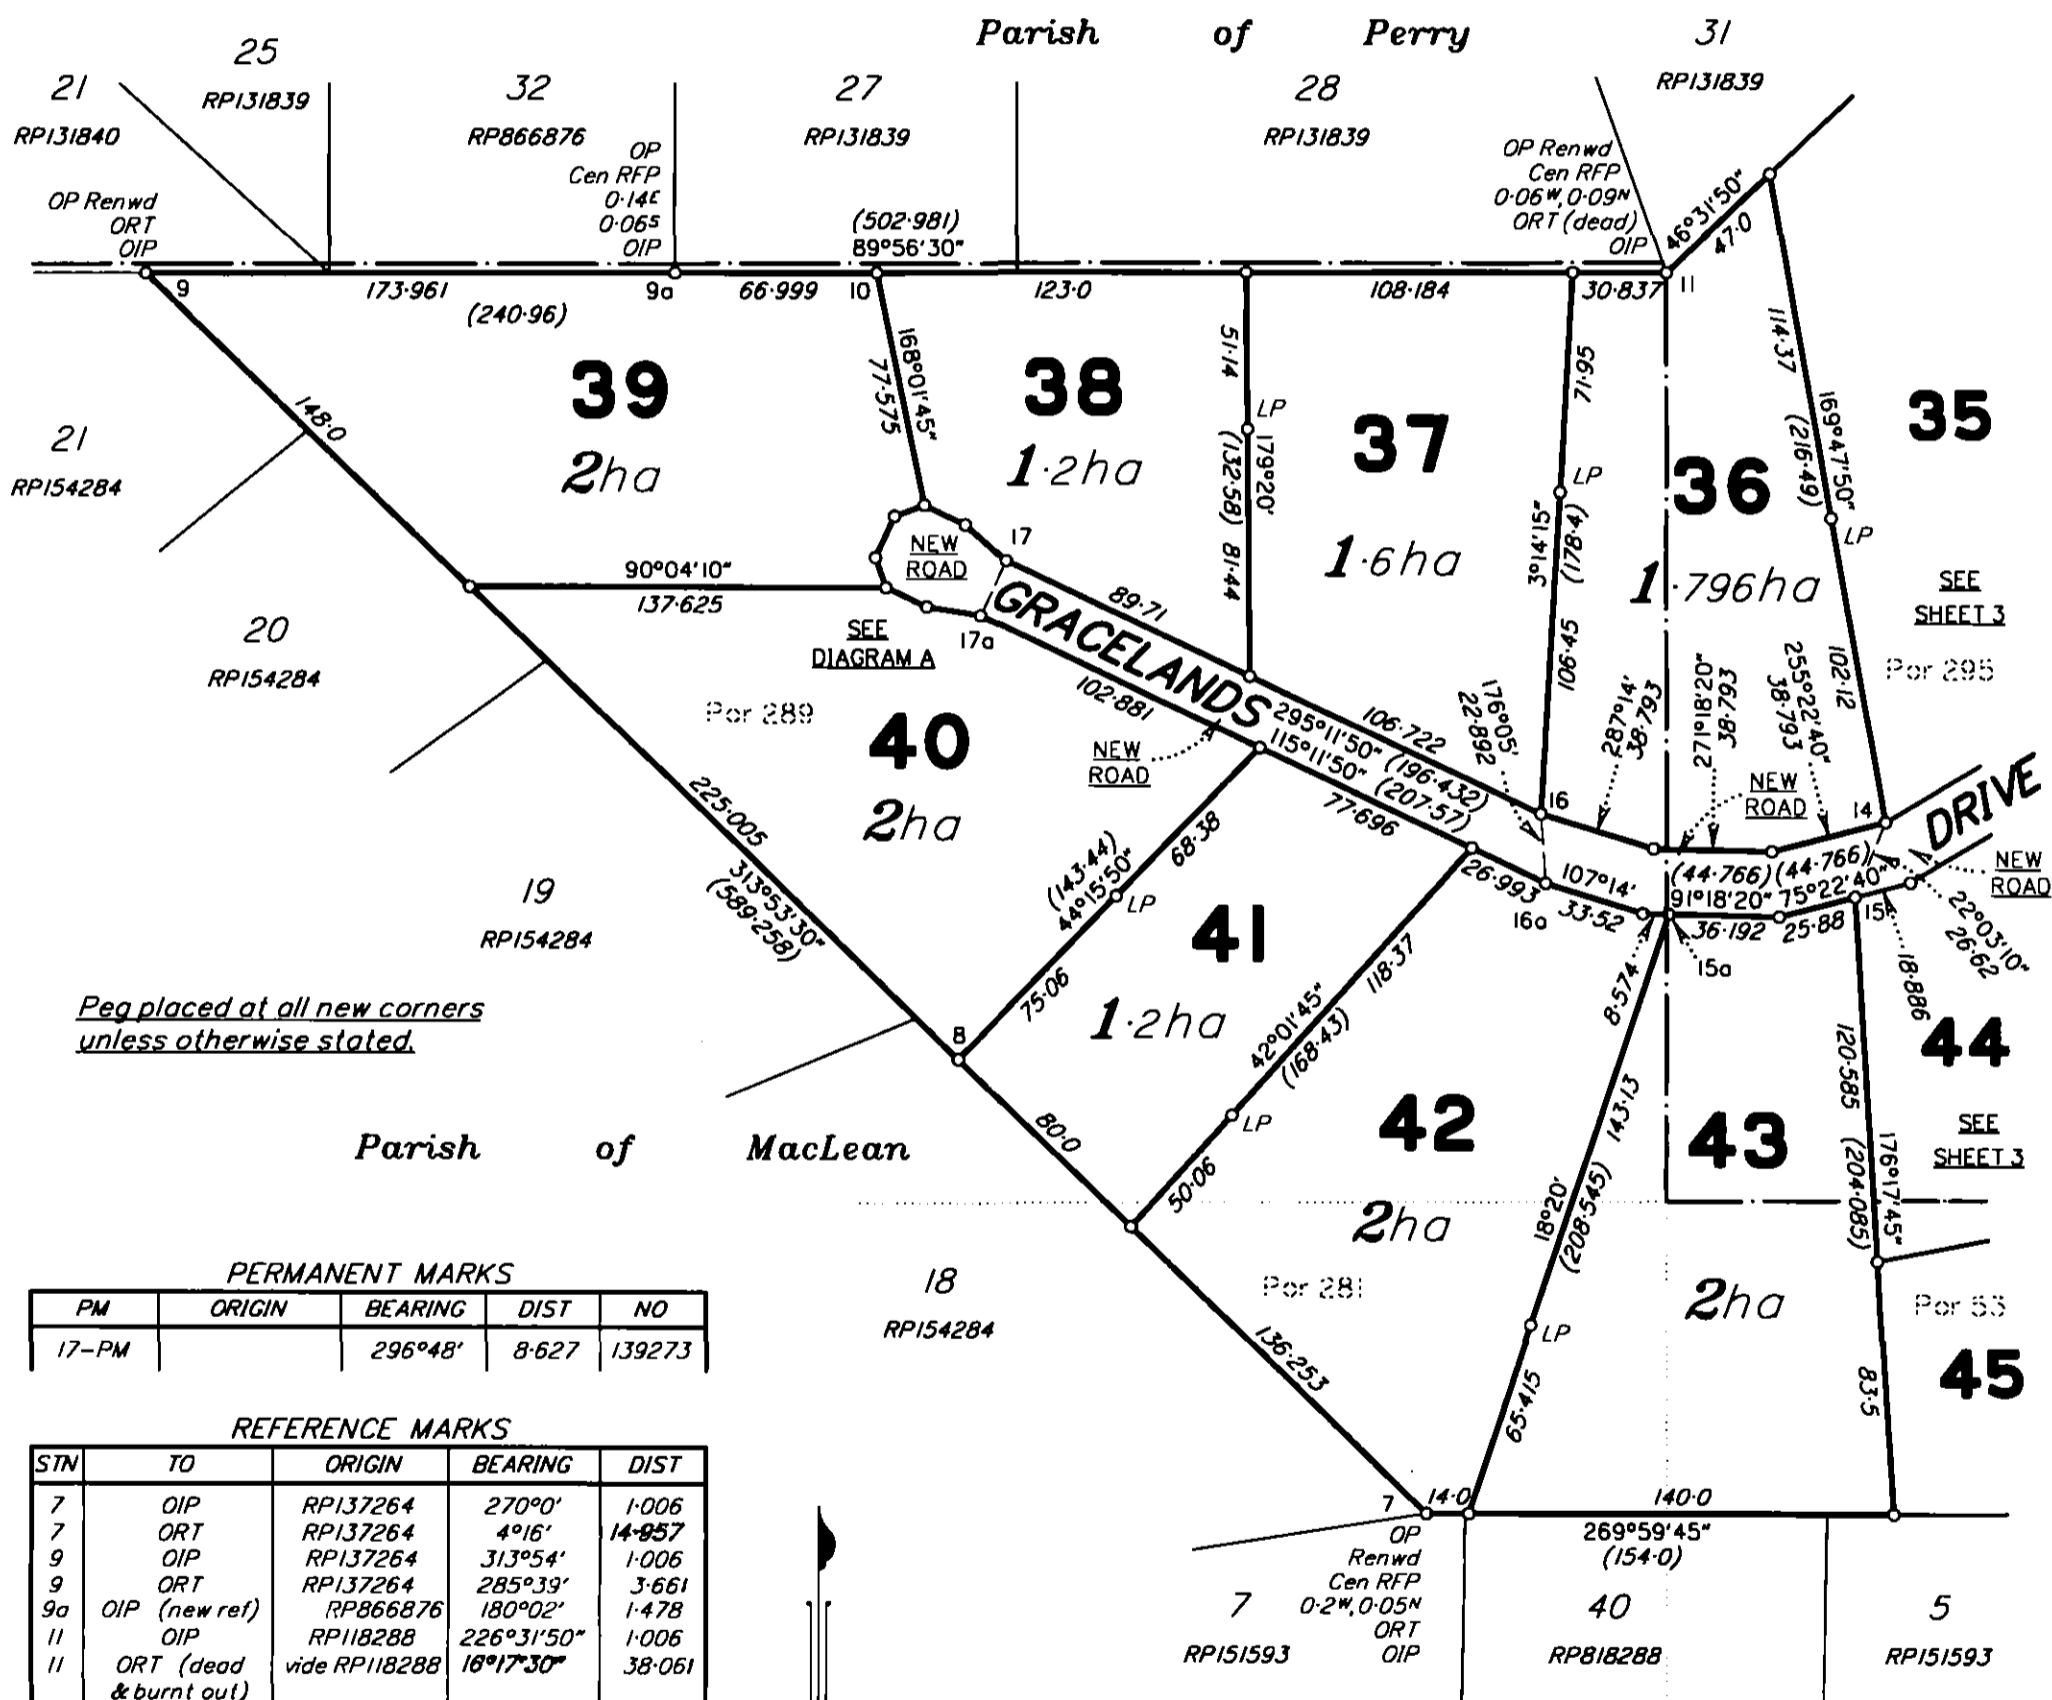 Parish of Perry
21
RP131840
25
RP131839
32
RP866876
27
RP131839
28
RP131839
31
RP131839
OP Renwd
ORT
OIP
OP
Cen RFP
0·14E
0·06S
OIP
(502·981)
89°56'30"
OP Renwd
Cen RFP
0·06W, 0·09N
ORT (dead)
OIP
46°31'50"
47·0
9
173·961
(240·96)
9a
66·999
10
123·0
108·184
30·837
11
148·0
39
2ha
168°01'45"
77·575
38
1·2ha
51·14
LP
179°20'
(132·58)
81·44
37
1·6ha
71·95
LP
3°14'15"
(178·4)
106·45
36
1·796ha
114·37
169°47'50"
(216·49)
LP
102·12
35
SEE
SHEET 3
Por 295
21
RP154284
20
RP154284
90°04'10"
137·625
NEW
ROAD
17
17a
SEE
DIAGRAM A
GRACELANDS
89·71
102·881
NEW
ROAD
295°11'50" (196·432)
106·722
115°11'50" (207·57)
77·696
176°05'
22·892
287°14'
38·793
271°18'20"
38·793
255°22'40"
38·793
NEW
ROAD
16
14
DRIVE
NEW
ROAD
Por 289
40
2ha
225·005
313°53'30"
(589·258)
(143·44)
44°15'50"
68·38
LP
75·06
26·993
16a
107°14'
33·52
(44·766)
91°18'20"
36·192
(44·766)
75°22'40"
25·88
15
15a
8·574
22°03'10"
26·62
18·886
19
RP154284
41
1·2ha
118·37
42°01'45"
(168·43)
LP
50·06
8
80·0
Peg placed at all new corners
unless otherwise stated.
Parish of MacLean
42
2ha
Por 281
143·13
18°20'
(208·545)
LP
65·415
43
2ha
120·585
(204·085)
176°17'45"
83·5
44
SEE
SHEET 3
Por 53
45
18
RP154284
136·253
7
14·0
140·0
269°59'45"
(154·0)
OP
Renwd
Cen RFP
0·2W, 0·05N
ORT
OIP
7
RP151593
40
RP818288
5
RP151593
PERMANENT MARKS
PM ORIGIN BEARING DIST NO
17-PM 296°48' 8·627 139273
REFERENCE MARKS
STN TO ORIGIN BEARING DIST
7 OIP RP137264 270°0' 1·006
7 ORT RP137264 4°16' 14·957
9 OIP RP137264 313°54' 1·006
9 ORT RP137264 285°39' 3·661
9a OIP (new ref) RP866876 180°02' 1·478
11 OIP RP118288 226°31'50" 1·006
11 ORT (dead vide RP118288 16°17'30" 38·061
& burnt out)